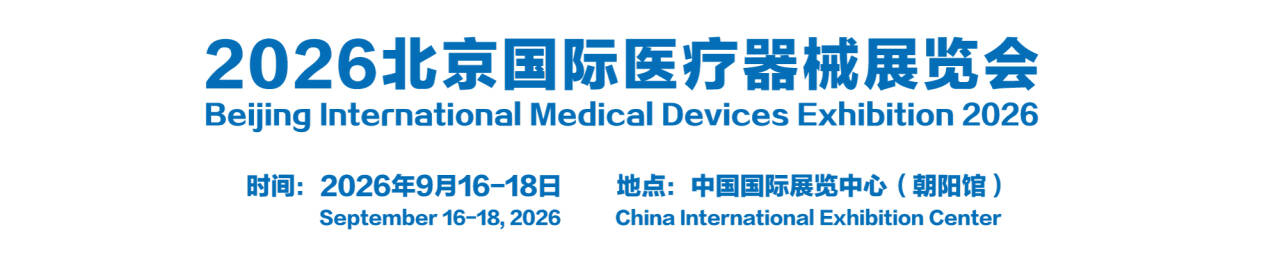 2026北京国际医疗器械展览会
Beijing International Medical Devices Exhibition 2026
时间：2026年9月16-18日 地点：中国国际展览中心（朝阳馆）
September 16-18, 2026 China International Exhibition Center